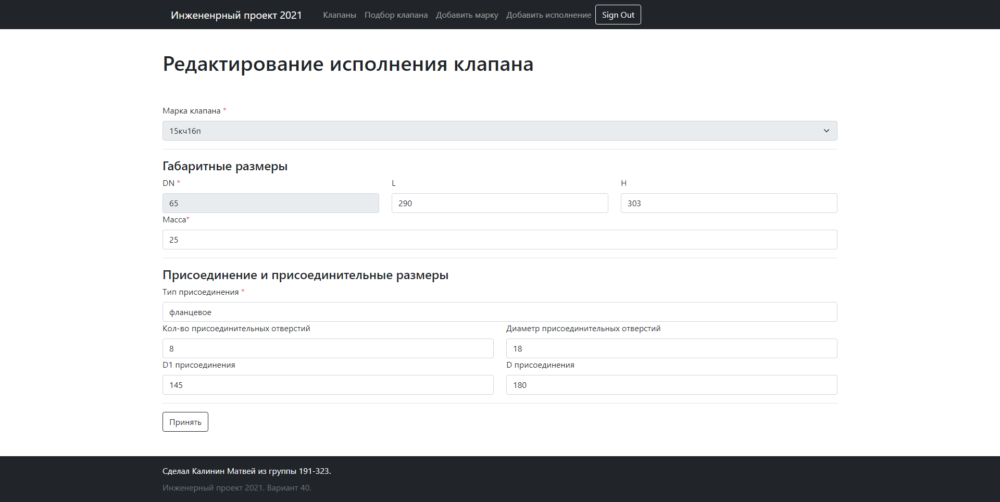 Инжененрный проект 2021 Клапаны Подбор клапана Добавить марку Добавить исполнение Sign Out
Редактирование исполнения клапана
Марка клапана *
15кч16п
Габаритные размеры
DN * L H
65 290 303
Масса*
25
Присоединение и присоединительные размеры
Тип присоединения *
фланцевое
Кол-во присоединительных отверстий Диаметр присоединительных отверстий
8 18
D1 присоединения D присоединения
145 180
Принять
Сделал Калинин Матвей из группы 191-323.
Инженерный проект 2021. Вариант 40.